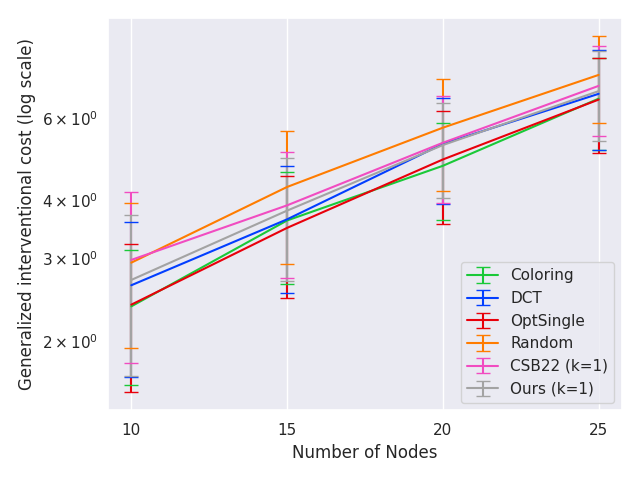 Generalized interventional cost (log scale)
6 × 10⁰
4 × 10⁰
3 × 10⁰
2 × 10⁰
10 15 20 25
Number of Nodes
Coloring
DCT
OptSingle
Random
CSB22 (k=1)
Ours (k=1)